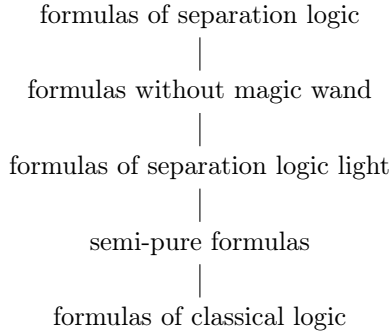 formulas of separation logic
formulas without magic wand
formulas of separation logic light
semi-pure formulas
formulas of classical logic